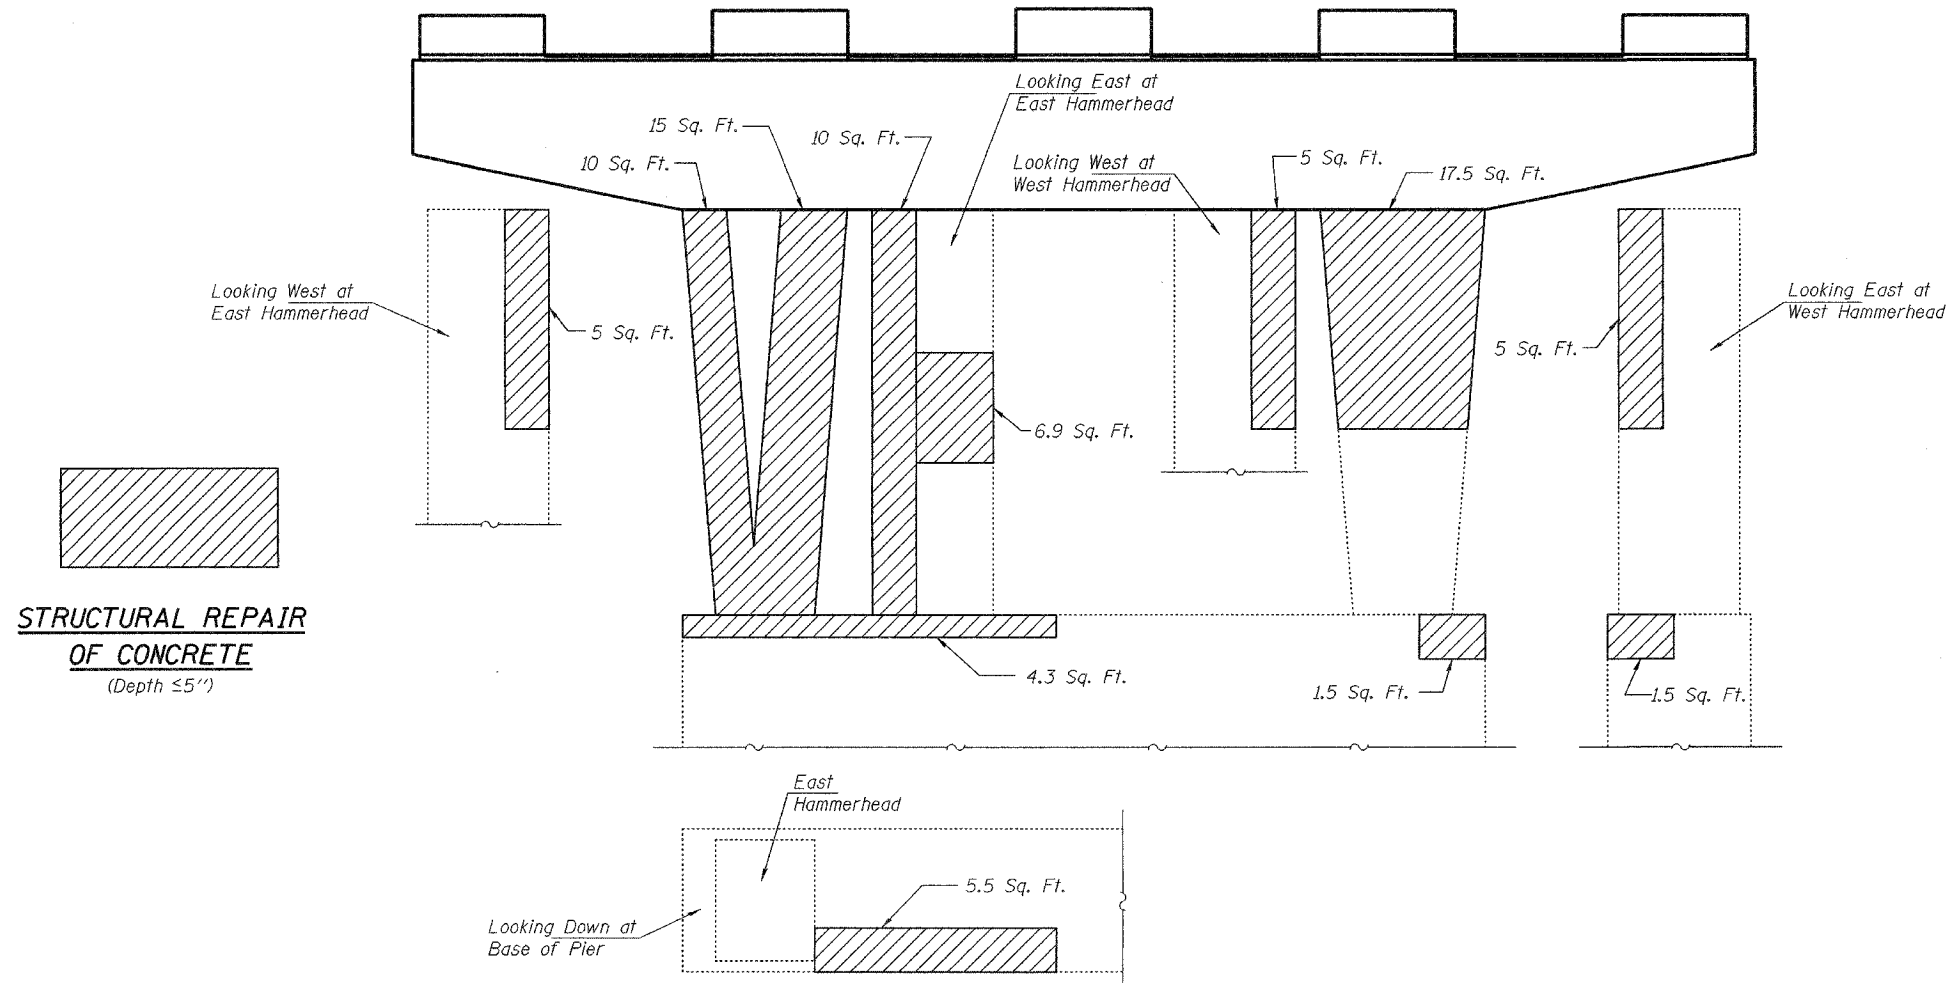 Looking East at
East Hammerhead
15 Sq. Ft.
10 Sq. Ft.
10 Sq. Ft.
Looking West at
West Hammerhead
5 Sq. Ft.
17.5 Sq. Ft.
Looking West at
East Hammerhead
5 Sq. Ft.
Looking East at
West Hammerhead
5 Sq. Ft.
6.9 Sq. Ft.
STRUCTURAL REPAIR
OF CONCRETE
(Depth ≤5")
4.3 Sq. Ft.
1.5 Sq. Ft.
1.5 Sq. Ft.
East
Hammerhead
5.5 Sq. Ft.
Looking Down at
Base of Pier